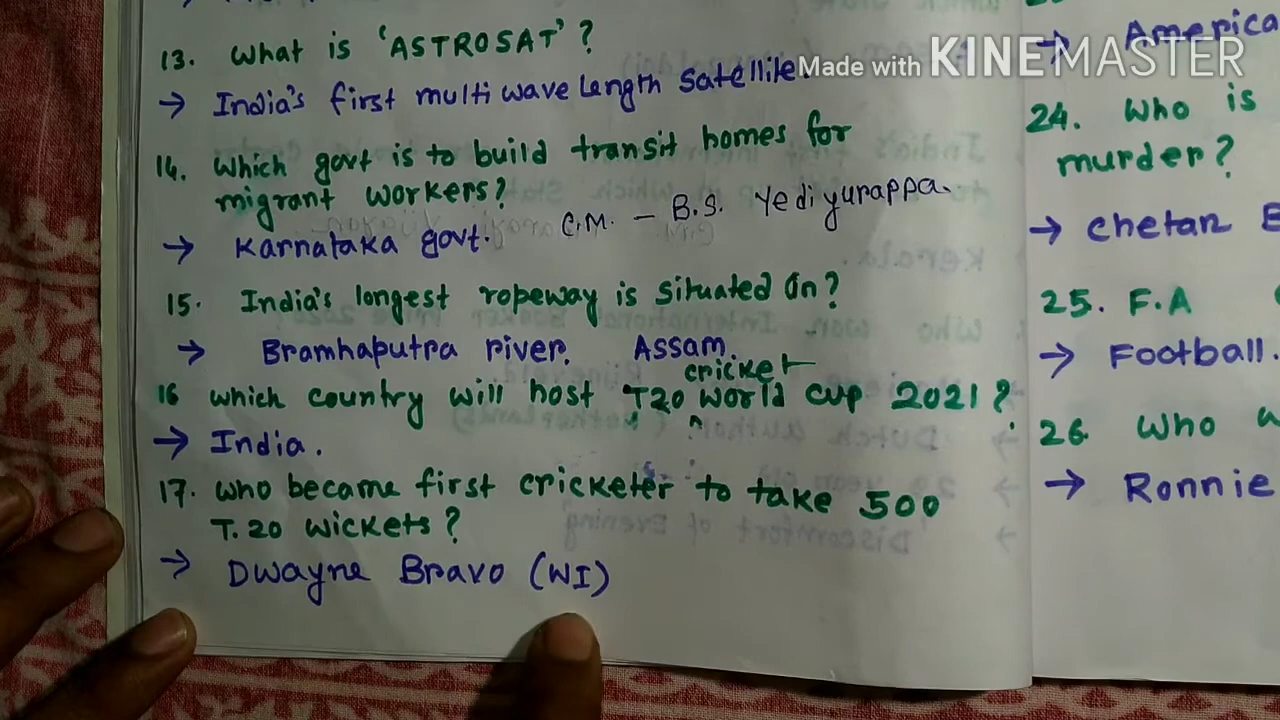 13. What is 'ASTROSAT'?
→ India's first multi wave length satellite.
14. Which govt is to build transit homes for
migrant workers?
C.M. – B.S. Yediyurappa.
→ Karnataka govt.
15. India's longest ropeway is situated on?
→ Bramhaputra river. Assam.
cricket
16 which country will host T20 world cup 2021?
→ India.
17. who became first cricketer to take 500
T.20 wickets?
→ Dwayne Bravo (WI)
→ America
24. Who is
murder?
→ Chetan
25. F.A
→ Football.
26. Who
→ Ronnie
Made with KINEMASTER